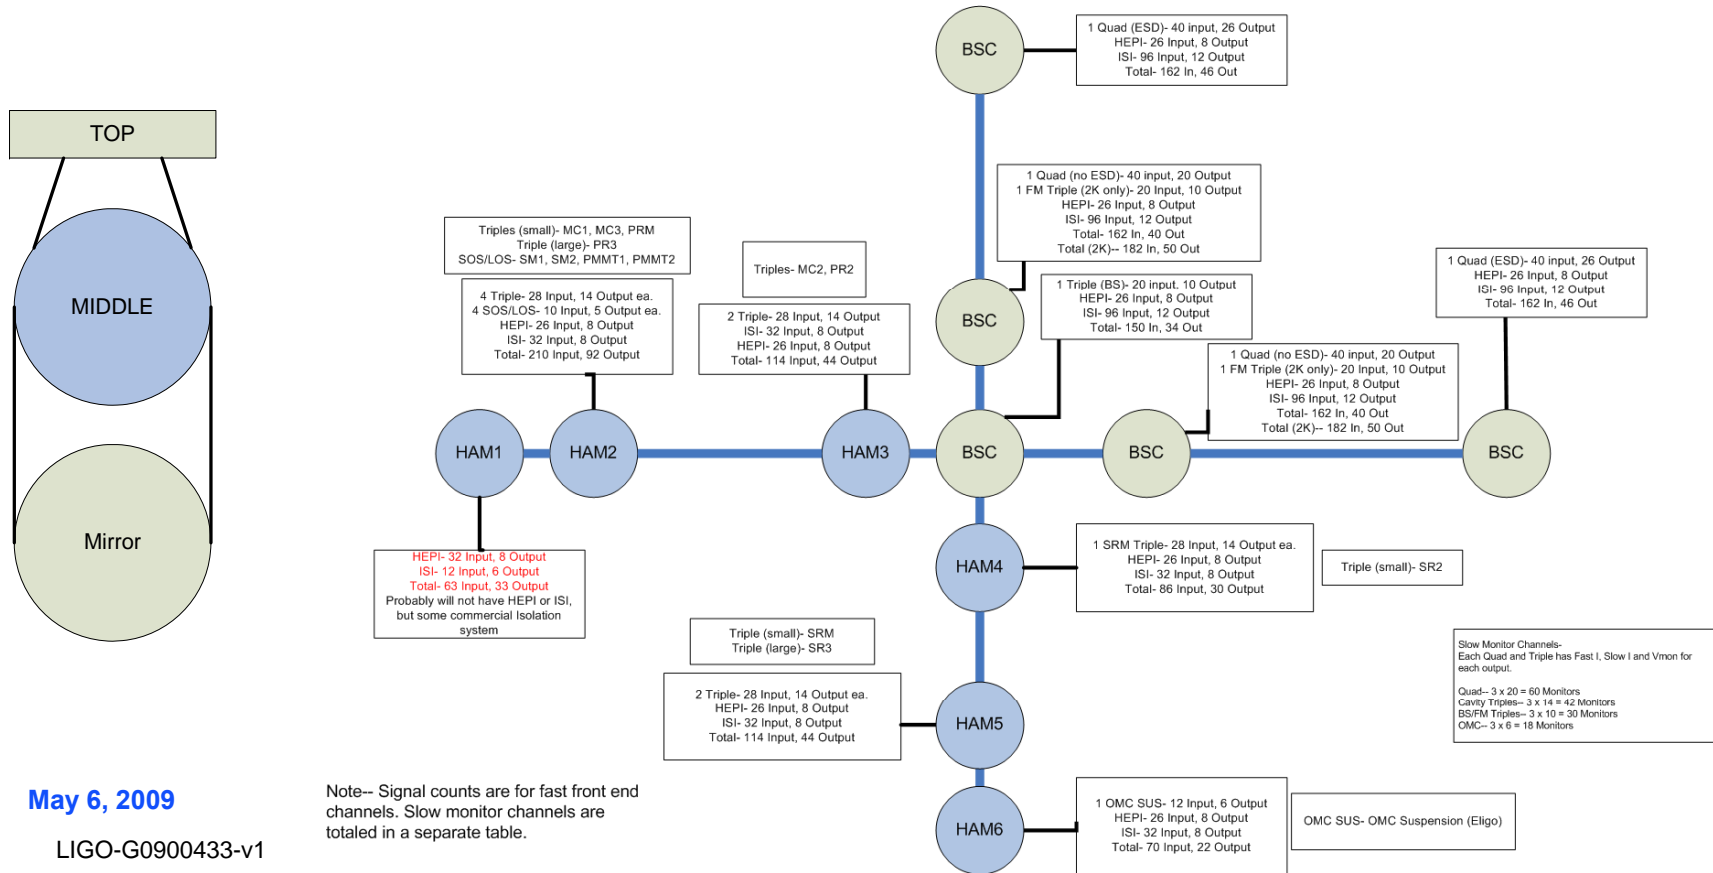 TOP
MIDDLE
Mirror
May 6, 2009
LIGO-G0900433-v1
Note-- Signal counts are for fast front end
channels. Slow monitor channels are
totaled in a separate table.
Triples (small)- MC1, MC3, PRM
Triple (large)- PR3
SOS/LOS- SM1, SM2, PMMT1, PMMT2
4 Triple- 28 Input, 14 Output ea.
4 SOS/LOS- 10 Input, 5 Output ea.
HEPI- 26 Input, 8 Output
ISI- 32 Input, 8 Output
Total- 210 Input, 92 Output
Triples- MC2, PR2
2 Triple- 28 Input, 14 Output
ISI- 32 Input, 8 Output
HEPI- 26 Input, 8 Output
Total- 114 Input, 44 Output
BSC
1 Quad (ESD)- 40 input, 26 Output
HEPI- 26 Input, 8 Output
ISI- 96 Input, 12 Output
Total- 162 In, 46 Out
1 Quad (no ESD)- 40 input, 20 Output
1 FM Triple (2K only)- 20 Input, 10 Output
HEPI- 26 Input, 8 Output
ISI- 96 Input, 12 Output
Total- 162 In, 40 Out
Total (2K)-- 182 In, 50 Out
BSC
1 Triple (BS)- 20 input, 10 Output
HEPI- 26 Input, 8 Output
ISI- 96 Input, 12 Output
Total- 150 In, 34 Out
1 Quad (no ESD)- 40 input, 20 Output
1 FM Triple (2K only)- 20 Input, 10 Output
HEPI- 26 Input, 8 Output
ISI- 96 Input, 12 Output
Total- 162 In, 40 Out
Total (2K)-- 182 In, 50 Out
1 Quad (ESD)- 40 input, 26 Output
HEPI- 26 Input, 8 Output
ISI- 96 Input, 12 Output
Total- 162 In, 46 Out
HAM1
HAM2
HAM3
BSC
BSC
BSC
HEPI- 32 Input, 8 Output
ISI- 12 Input, 6 Output
Total- 63 Input, 33 Output
Probably will not have HEPI or ISI,
but some commercial Isolation
system
HAM4
1 SRM Triple- 28 Input, 14 Output ea.
HEPI- 26 Input, 8 Output
ISI- 32 Input, 8 Output
Total- 86 Input, 30 Output
Triple (small)- SR2
Triple (small)- SRM
Triple (large)- SR3
2 Triple- 28 Input, 14 Output ea.
HEPI- 26 Input, 8 Output
ISI- 32 Input, 8 Output
Total- 114 Input, 44 Output
HAM5
Slow Monitor Channels-
Each Quad and Triple has Fast I, Slow I and Vmon for
each output.
Quad-- 3 x 20 = 60 Monitors
Cavity Triples-- 3 x 14 = 42 Monitors
BS/FM Triples-- 3 x 10 = 30 Monitors
OMC-- 3 x 6 = 18 Monitors
HAM6
1 OMC SUS- 12 Input, 6 Output
HEPI- 26 Input, 8 Output
ISI- 32 Input, 8 Output
Total- 70 Input, 22 Output
OMC SUS- OMC Suspension (Eligo)